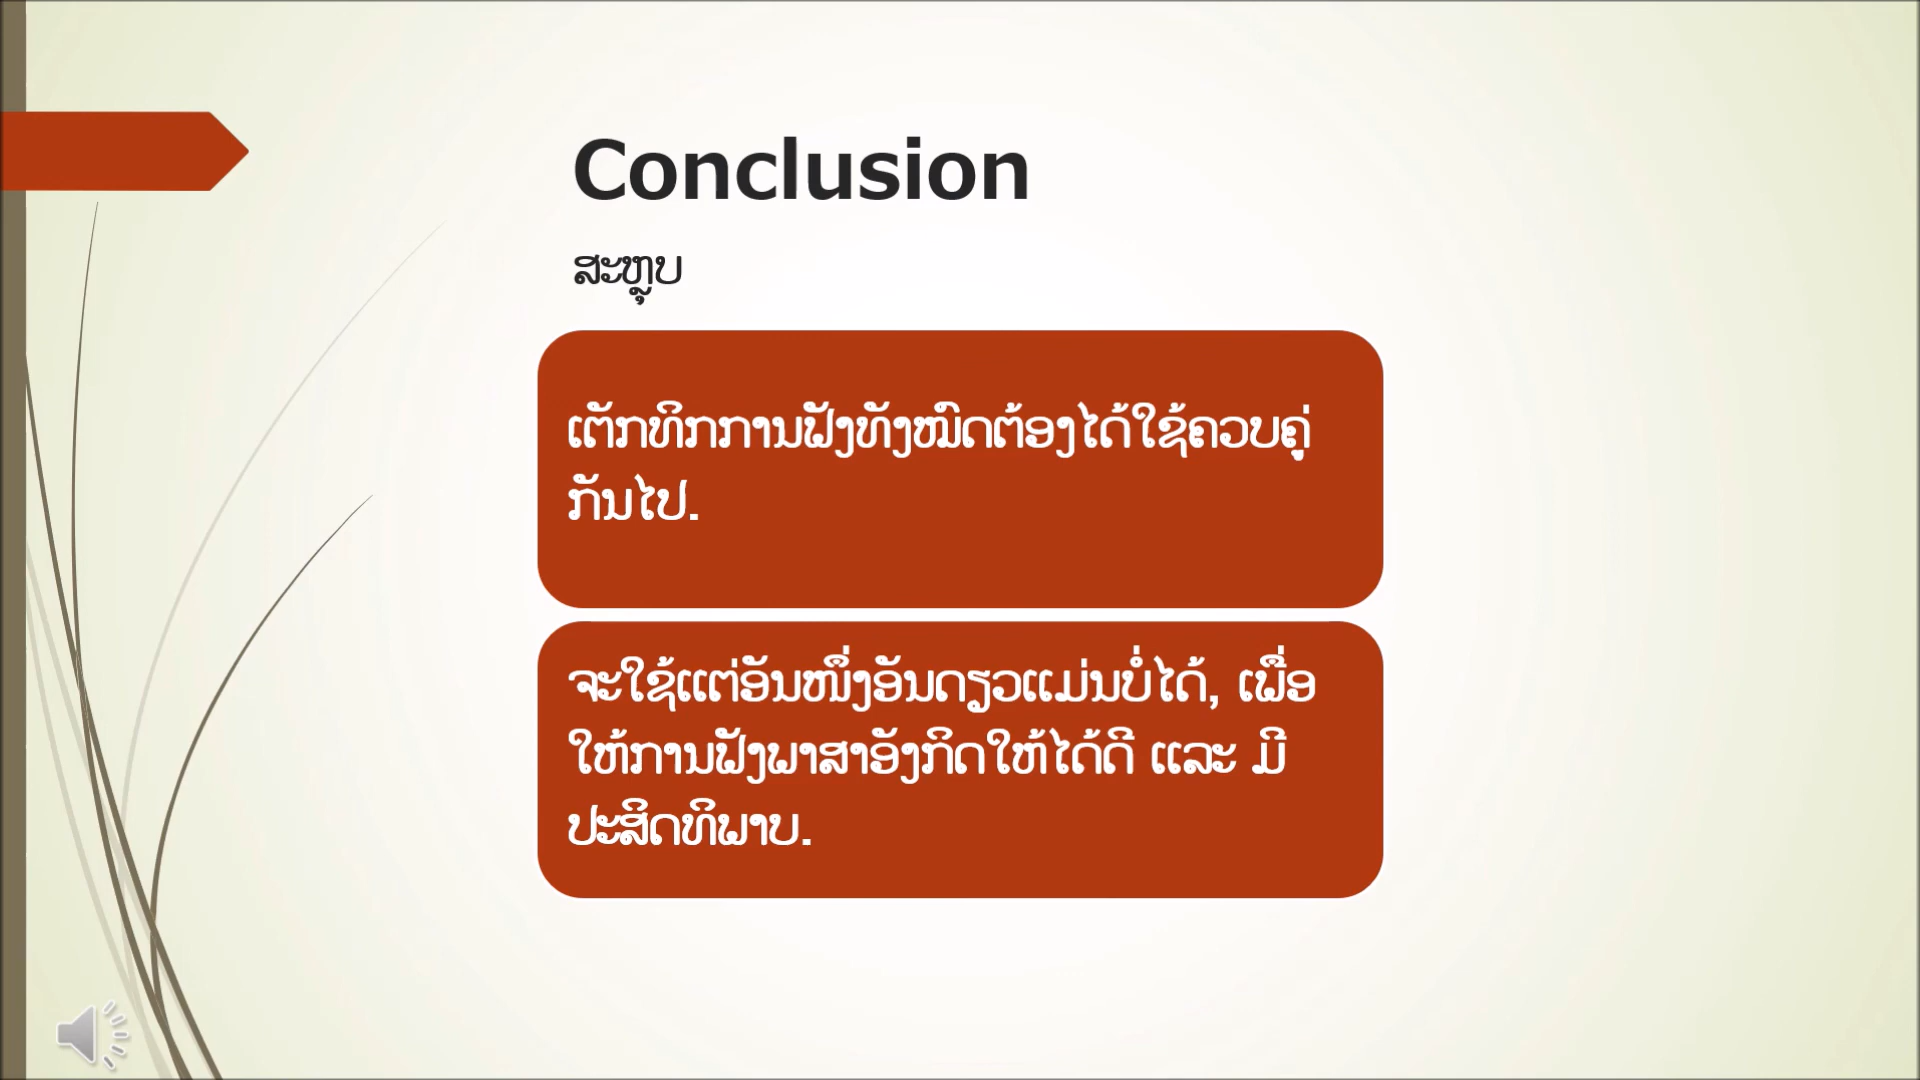 Conclusion
ສະຫຼຸບ
ເຕັກທິກການຟັງທັງໝົດຕ້ອງໄດ້ໃຊ້ຄວບຄູ່
ກັນໄປ.
ຈະໃຊ້ແຕ່ອັນໜຶ່ງອັນດຽວແມ່ນບໍ່ໄດ້, ເພື່ອ
ໃຫ້ການຟັງພາສາອັງກິດໃຫ້ໄດ້ດີ ແລະ ມີ
ປະສິດທິພາບ.